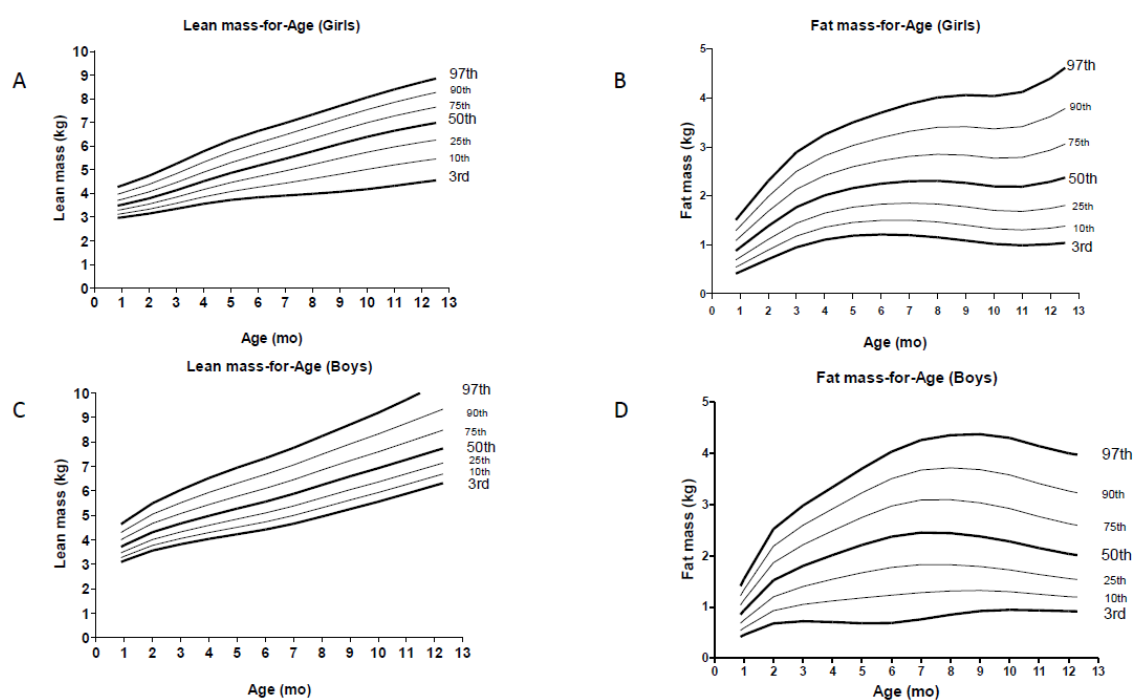 Lean mass-for-Age (Girls)
A
Lean mass (kg)
10
9
8
7
6
5
4
3
2
1
0
97th
90th
75th
50th
25th
10th
3rd
0 1 2 3 4 5 6 7 8 9 10 11 12 13
Age (mo)
Fat mass-for-Age (Girls)
B
Fat mass (kg)
5
4
3
2
1
0
97th
90th
75th
50th
25th
10th
3rd
0 1 2 3 4 5 6 7 8 9 10 11 12 13
Age (mo)
Lean mass-for-Age (Boys)
C
Lean mass (kg)
10
9
8
7
6
5
4
3
2
1
0
97th
90th
75th
50th
25th
10th
3rd
0 1 2 3 4 5 6 7 8 9 10 11 12 13
Age (mo)
Fat mass-for-Age (Boys)
D
Fat mass (kg)
5
4
3
2
1
0
97th
90th
75th
50th
25th
10th
3rd
0 1 2 3 4 5 6 7 8 9 10 11 12 13
Age (mo)